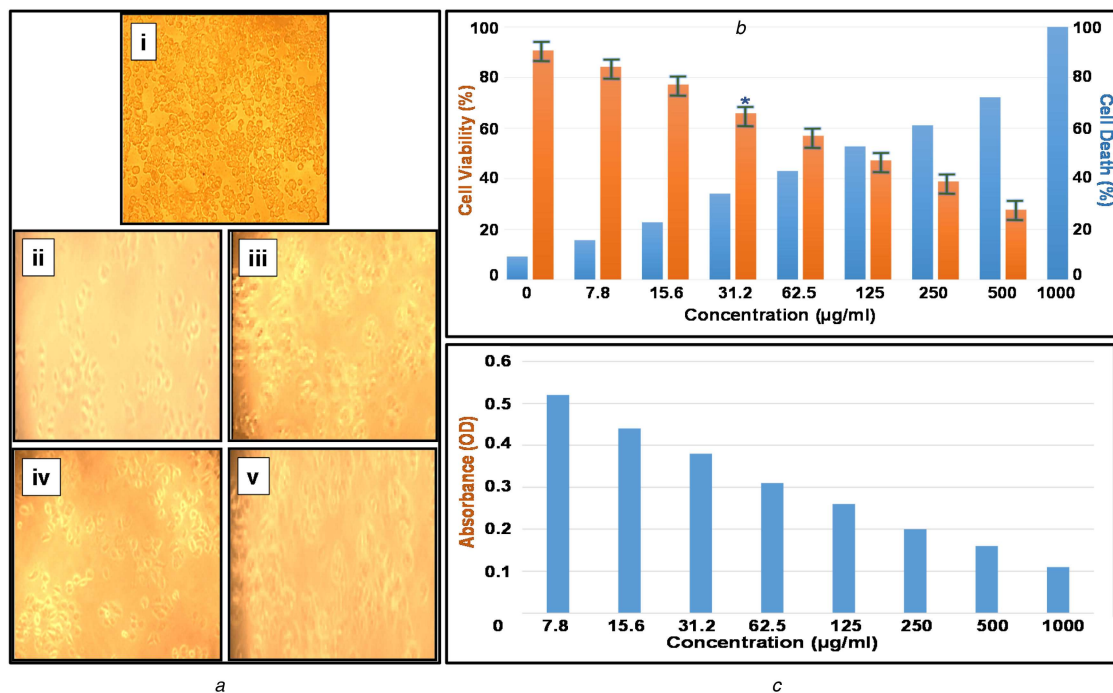 i
ii
iii
iv
v
a
b
Cell Viability (%)
100
80
60
40
20
0
*
100
80
60
40
20
0
Cell Death (%)
0 7.8 15.6 31.2 62.5 125 250 500 1000
Concentration (µg/ml)
Absorbance (OD)
0.6
0.5
0.4
0.3
0.2
0.1
0 7.8 15.6 31.2 62.5 125 250 500 1000
Concentration (µg/ml)
c